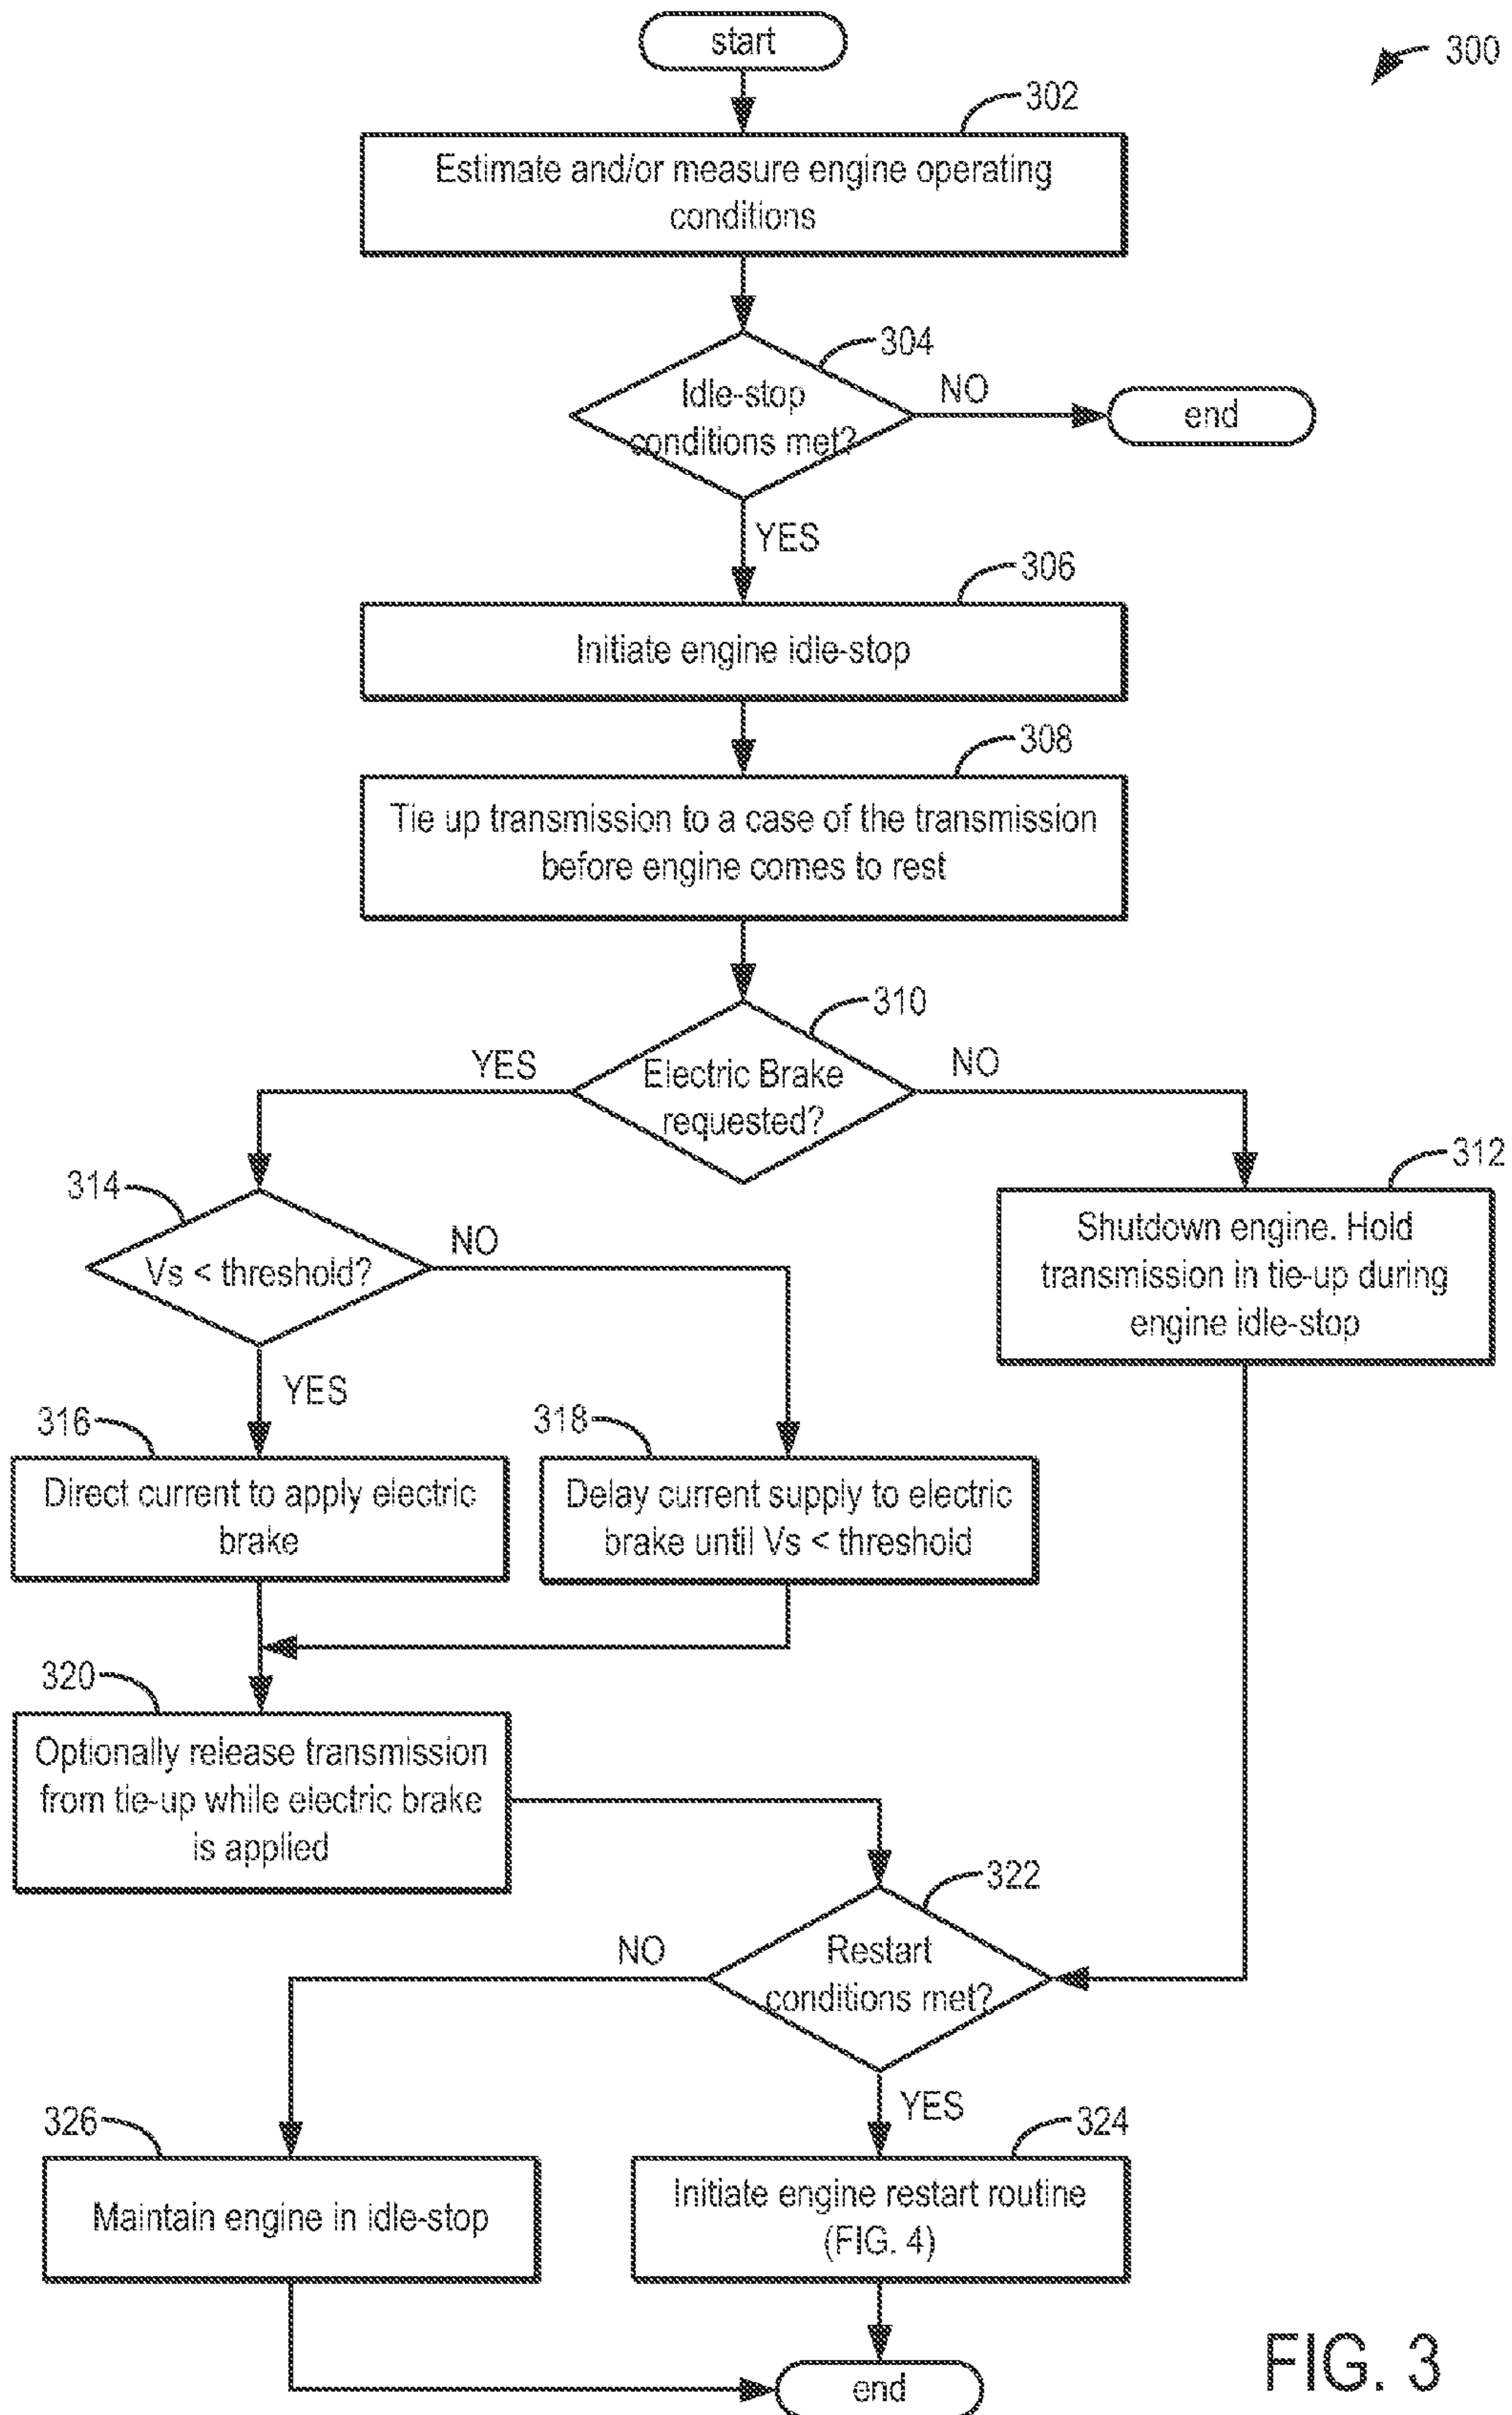 start
300
302
Estimate and/or measure engine operating
conditions
304
Idle-stop
conditions met?
NO
end
YES
306
Initiate engine idle-stop
308
Tie up transmission to a case of the transmission
before engine comes to rest
310
YES
Electric Brake
requested?
NO
312
Shutdown engine. Hold
transmission in tie-up during
engine idle-stop
314
Vs < threshold?
NO
YES
316
Direct current to apply electric
brake
318
Delay current supply to electric
brake until Vs < threshold
320
Optionally release transmission
from tie-up while electric brake
is applied
322
NO
Restart
conditions met?
YES
326
Maintain engine in idle-stop
324
Initiate engine restart routine
(FIG. 4)
end
FIG. 3